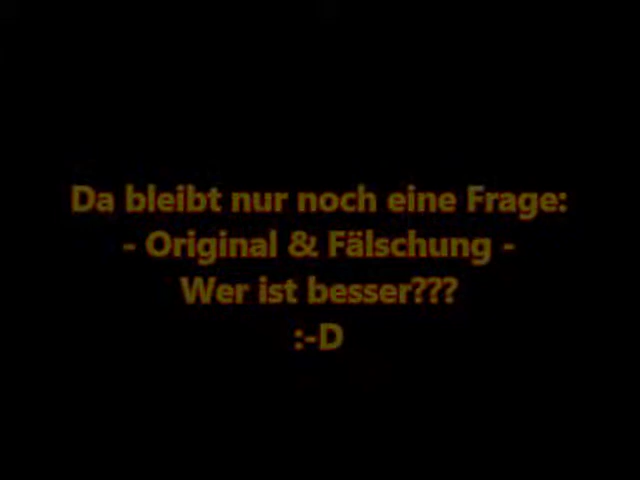 Da bleibt nur noch eine Frage:
- Original & Fälschung -
Wer ist besser???
:-D